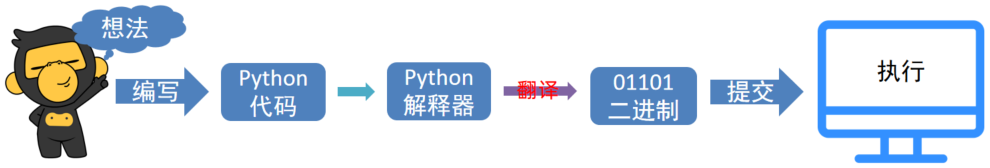 想法
编写
Python
代码
Python
解释器
翻译
01101
二进制
提交
执行